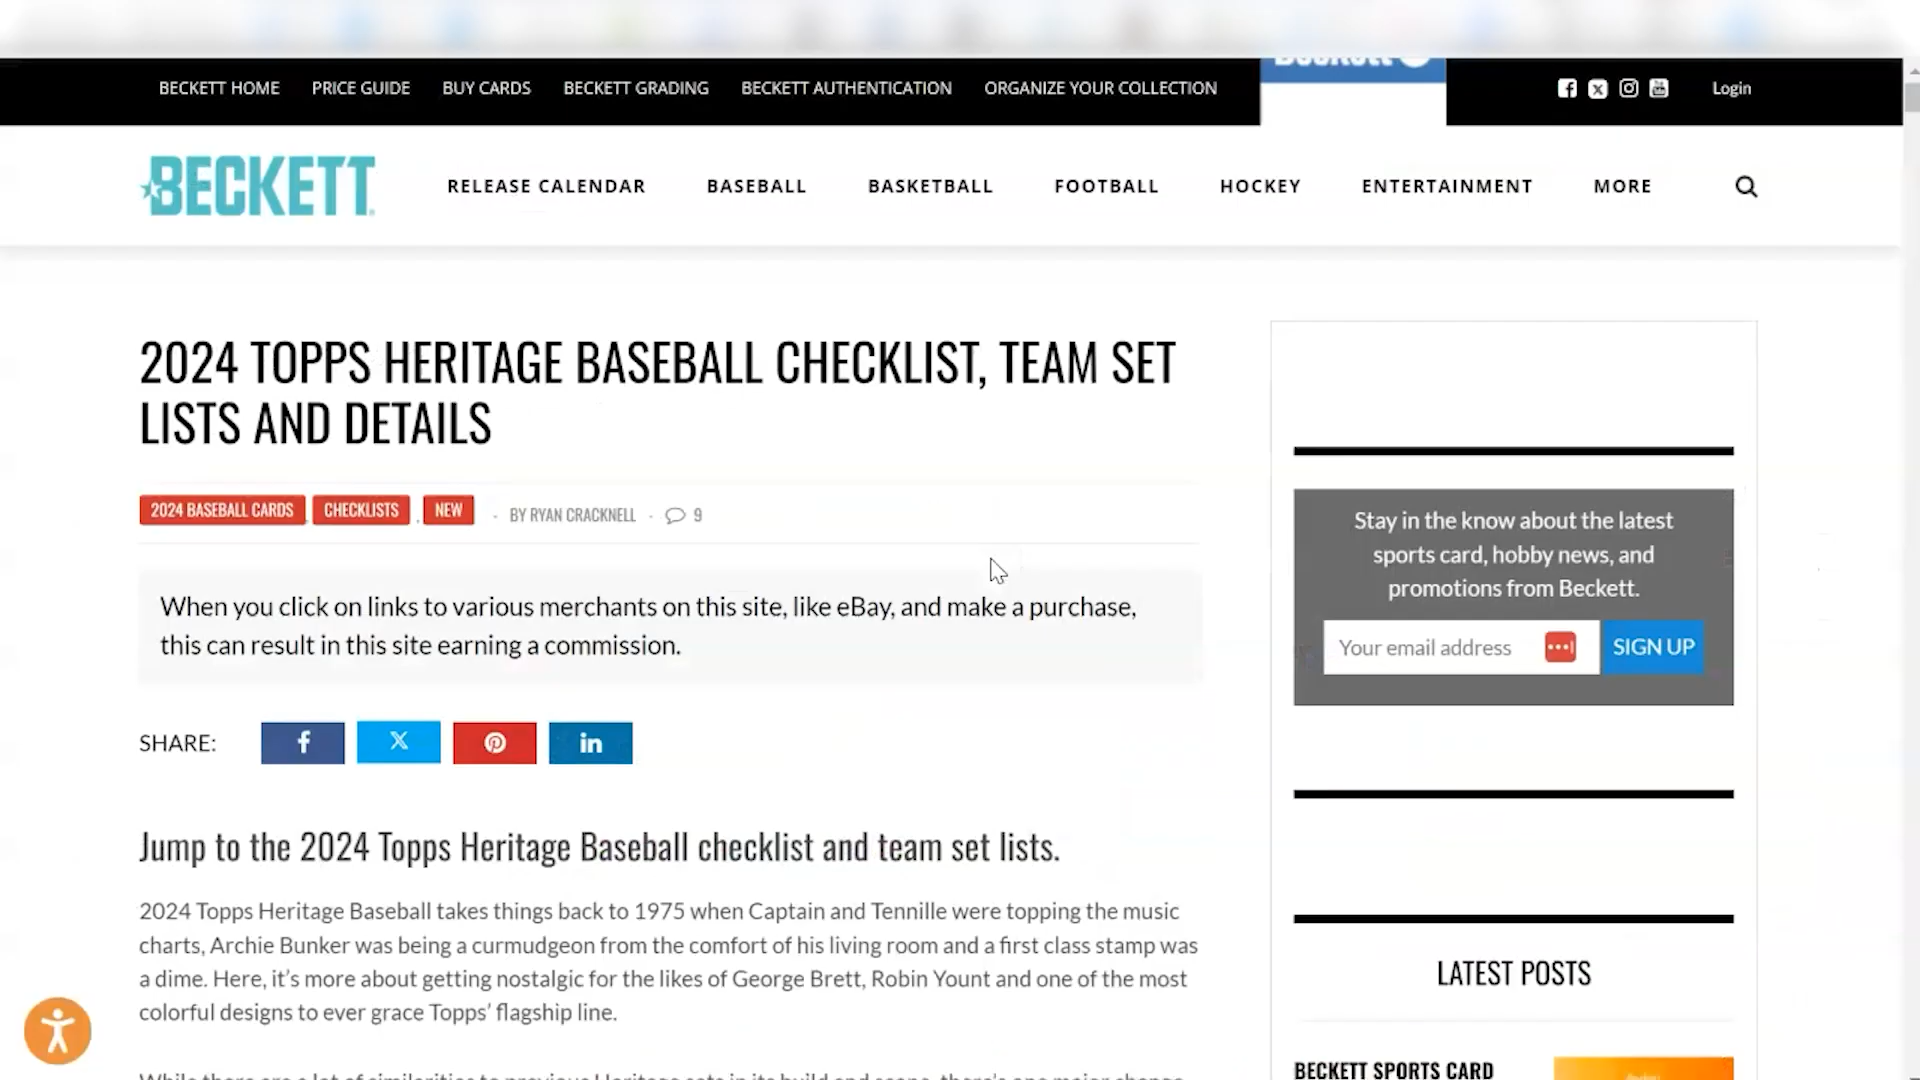 BECKETT HOME PRICE GUIDE BUY CARDS BECKETT GRADING BECKETT AUTHENTICATION ORGANIZE YOUR COLLECTION Login
BECKETT RELEASE CALENDAR BASEBALL BASKETBALL FOOTBALL HOCKEY ENTERTAINMENT MORE
2024 TOPPS HERITAGE BASEBALL CHECKLIST, TEAM SET
LISTS AND DETAILS
2024 BASEBALL CARDS , CHECKLISTS , NEW · BY RYAN CRACKNELL · 9
When you click on links to various merchants on this site, like eBay, and make a purchase,
this can result in this site earning a commission.
SHARE:
Jump to the 2024 Topps Heritage Baseball checklist and team set lists.
2024 Topps Heritage Baseball takes things back to 1975 when Captain and Tennille were topping the music
charts, Archie Bunker was being a curmudgeon from the comfort of his living room and a first class stamp was
a dime. Here, it’s more about getting nostalgic for the likes of George Brett, Robin Yount and one of the most
colorful designs to ever grace Topps’ flagship line.
Stay in the know about the latest
sports card, hobby news, and
promotions from Beckett.
Your email address SIGN UP
LATEST POSTS
BECKETT SPORTS CARD